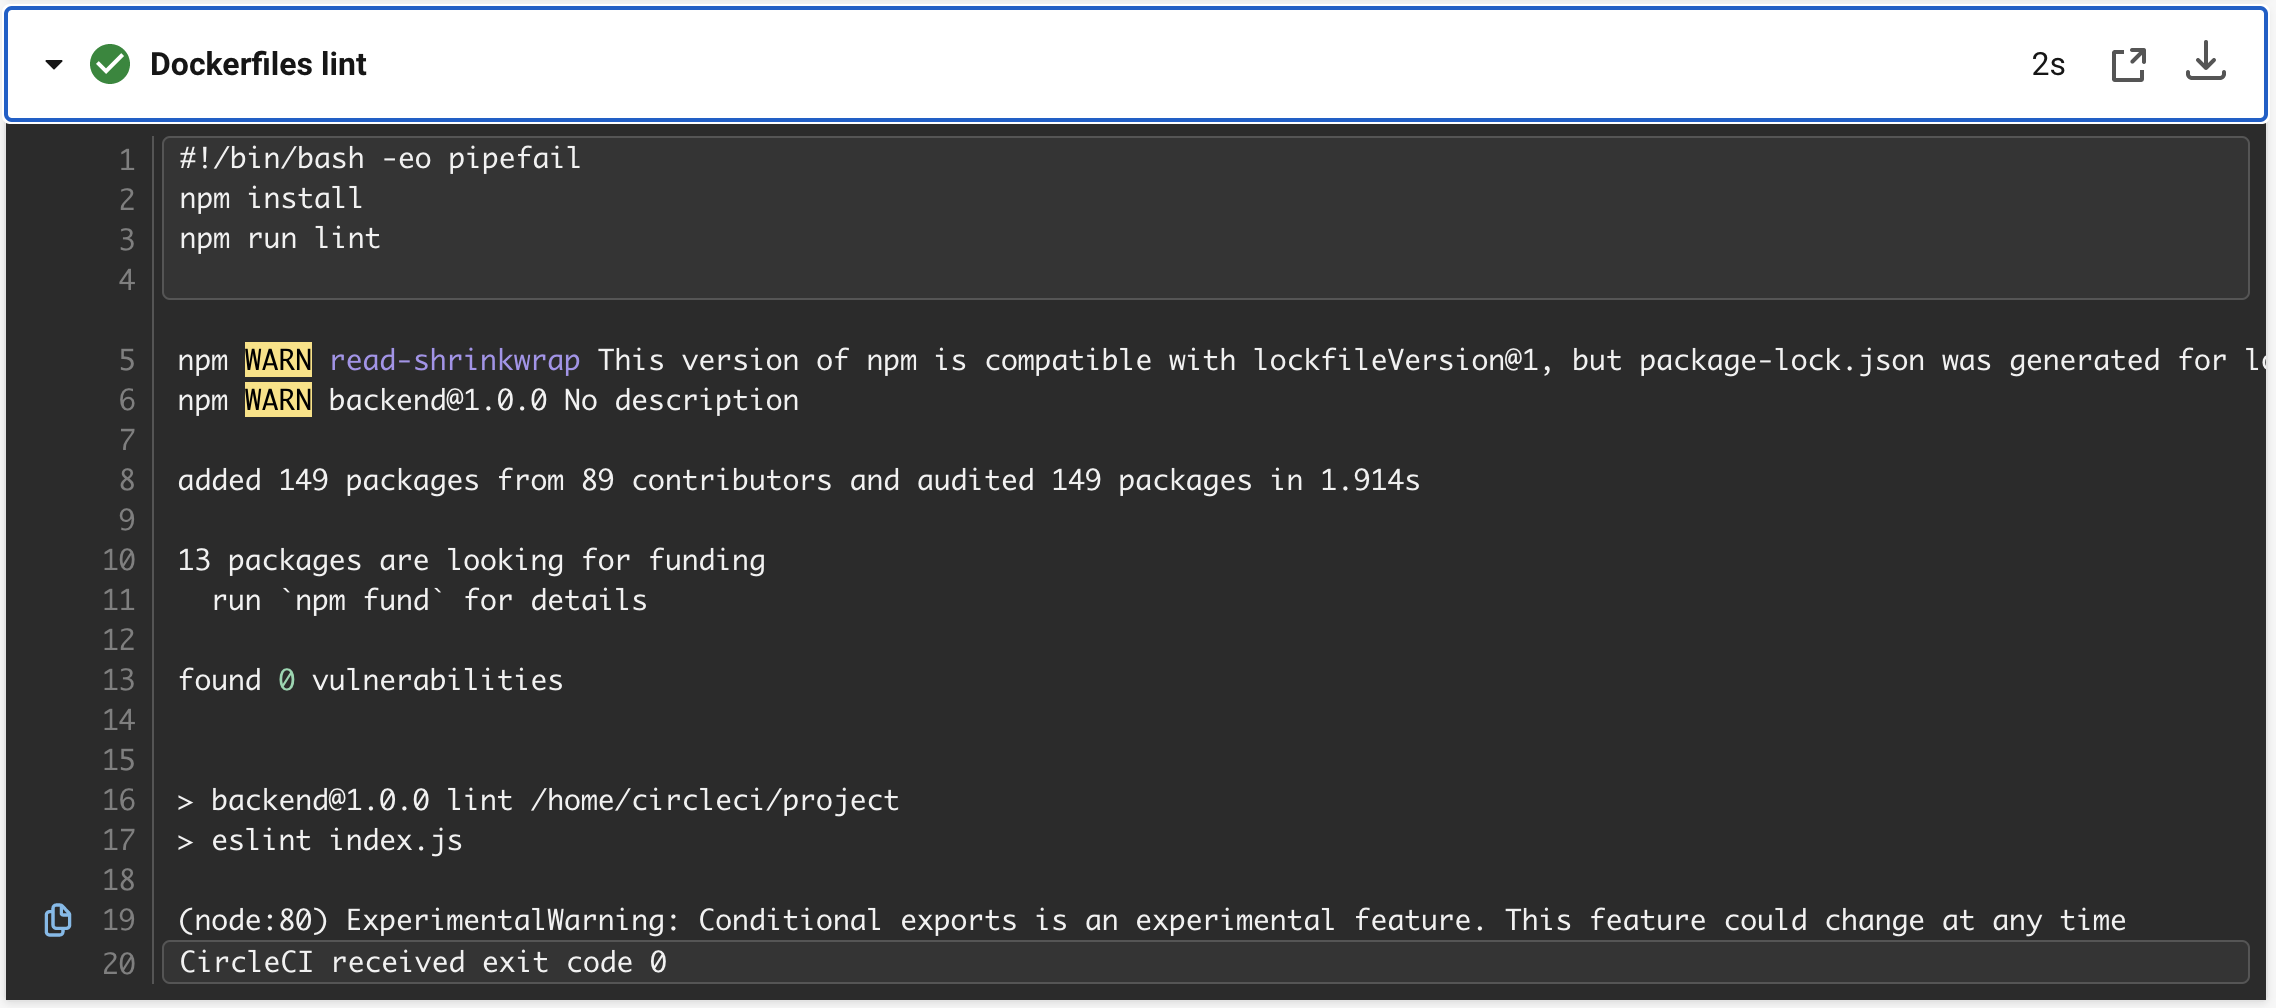 Dockerfiles lint
2s
1 #!/bin/bash -eo pipefail
2 npm install
3 npm run lint
4
5 npm WARN read-shrinkwrap This version of npm is compatible with lockfileVersion@1, but package-lock.json was generated for
6 npm WARN backend@1.0.0 No description
7
8 added 149 packages from 89 contributors and audited 149 packages in 1.914s
9
10 13 packages are looking for funding
11 run `npm fund` for details
12
13 found 0 vulnerabilities
14
15
16 > backend@1.0.0 lint /home/circleci/project
17 > eslint index.js
18
19 (node:80) ExperimentalWarning: Conditional exports is an experimental feature. This feature could change at any time
20 CircleCI received exit code 0